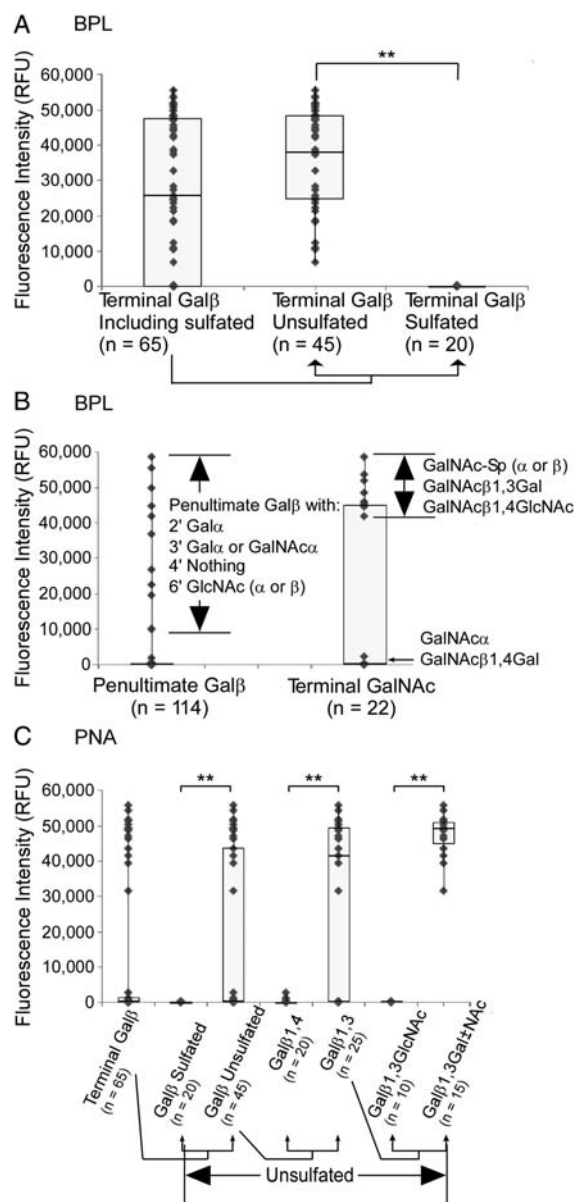 A BPL
**
Fluorescence Intensity (RFU)
60,000
50,000
40,000
30,000
20,000
10,000
0
Terminal Galβ
Including sulfated
(n = 65)
Terminal Galβ
Unsulfated
(n = 45)
Terminal Galβ
Sulfated
(n = 20)
B BPL
Fluorescence Intensity (RFU)
60,000
50,000
40,000
30,000
20,000
10,000
0
Penultimate Galβ with:
2' Galα
3' Galα or GalNAcα
4' Nothing
6' GlcNAc (α or β)
GalNAc-Sp (α or β)
GalNAcβ1,3Gal
GalNAcβ1,4GlcNAc
GalNAcα
GalNAcβ1,4Gal
Penultimate Galβ
(n = 114)
Terminal GalNAc
(n = 22)
C PNA
** ** **
Fluorescence Intensity (RFU)
60,000
50,000
40,000
30,000
20,000
10,000
0
Terminal Galβ
(n = 65)
Galβ Sulfated
(n = 20)
Galβ Unsulfated
(n = 45)
Galβ1,4
(n = 20)
Galβ1,3
(n = 25)
Galβ1,3GlcNAc
(n = 10)
Galβ1,3Gal±NAc
(n = 15)
Unsulfated